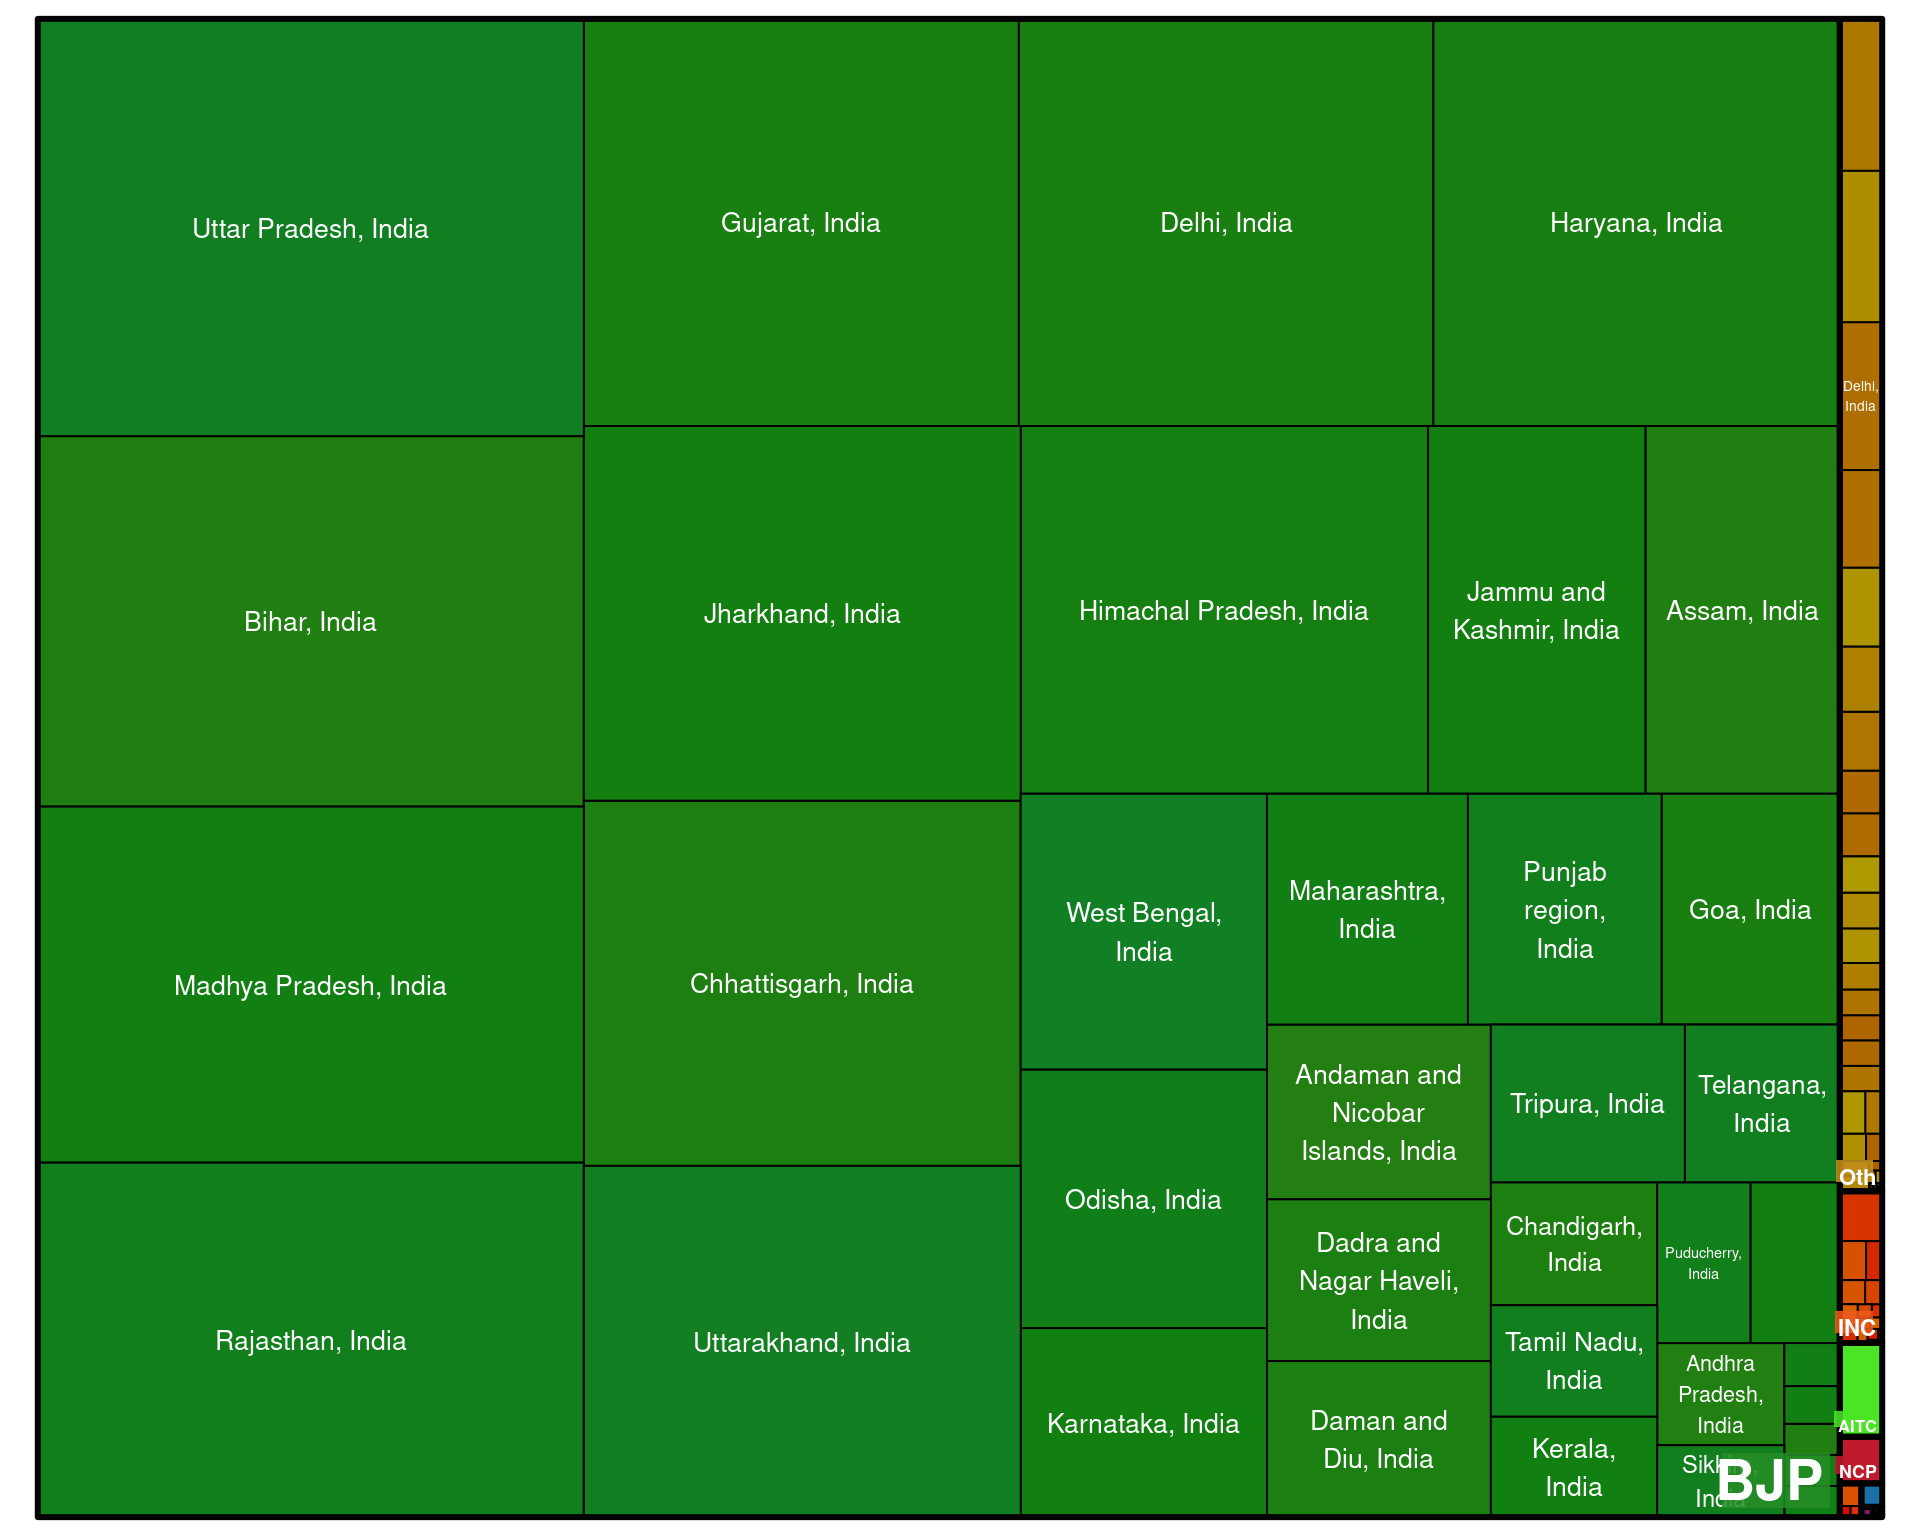 Uttar Pradesh, India
Gujarat, India
Delhi, India
Haryana, India
Delhi,
India
Bihar, India
Jharkhand, India
Himachal Pradesh, India
Jammu and
Kashmir, India
Assam, India
Madhya Pradesh, India
Chhattisgarh, India
West Bengal,
India
Maharashtra,
India
Punjab
region,
India
Goa, India
Andaman and
Nicobar
Islands, India
Tripura, India
Telangana,
India
Oth
Odisha, India
Dadra and
Nagar Haveli,
India
Chandigarh,
India
Puducherry,
India
INC
Rajasthan, India
Uttarakhand, India
Tamil Nadu,
India
Andhra
Pradesh,
India
AITC
Karnataka, India
Daman and
Diu, India
Kerala,
India
India
BJP
NCP